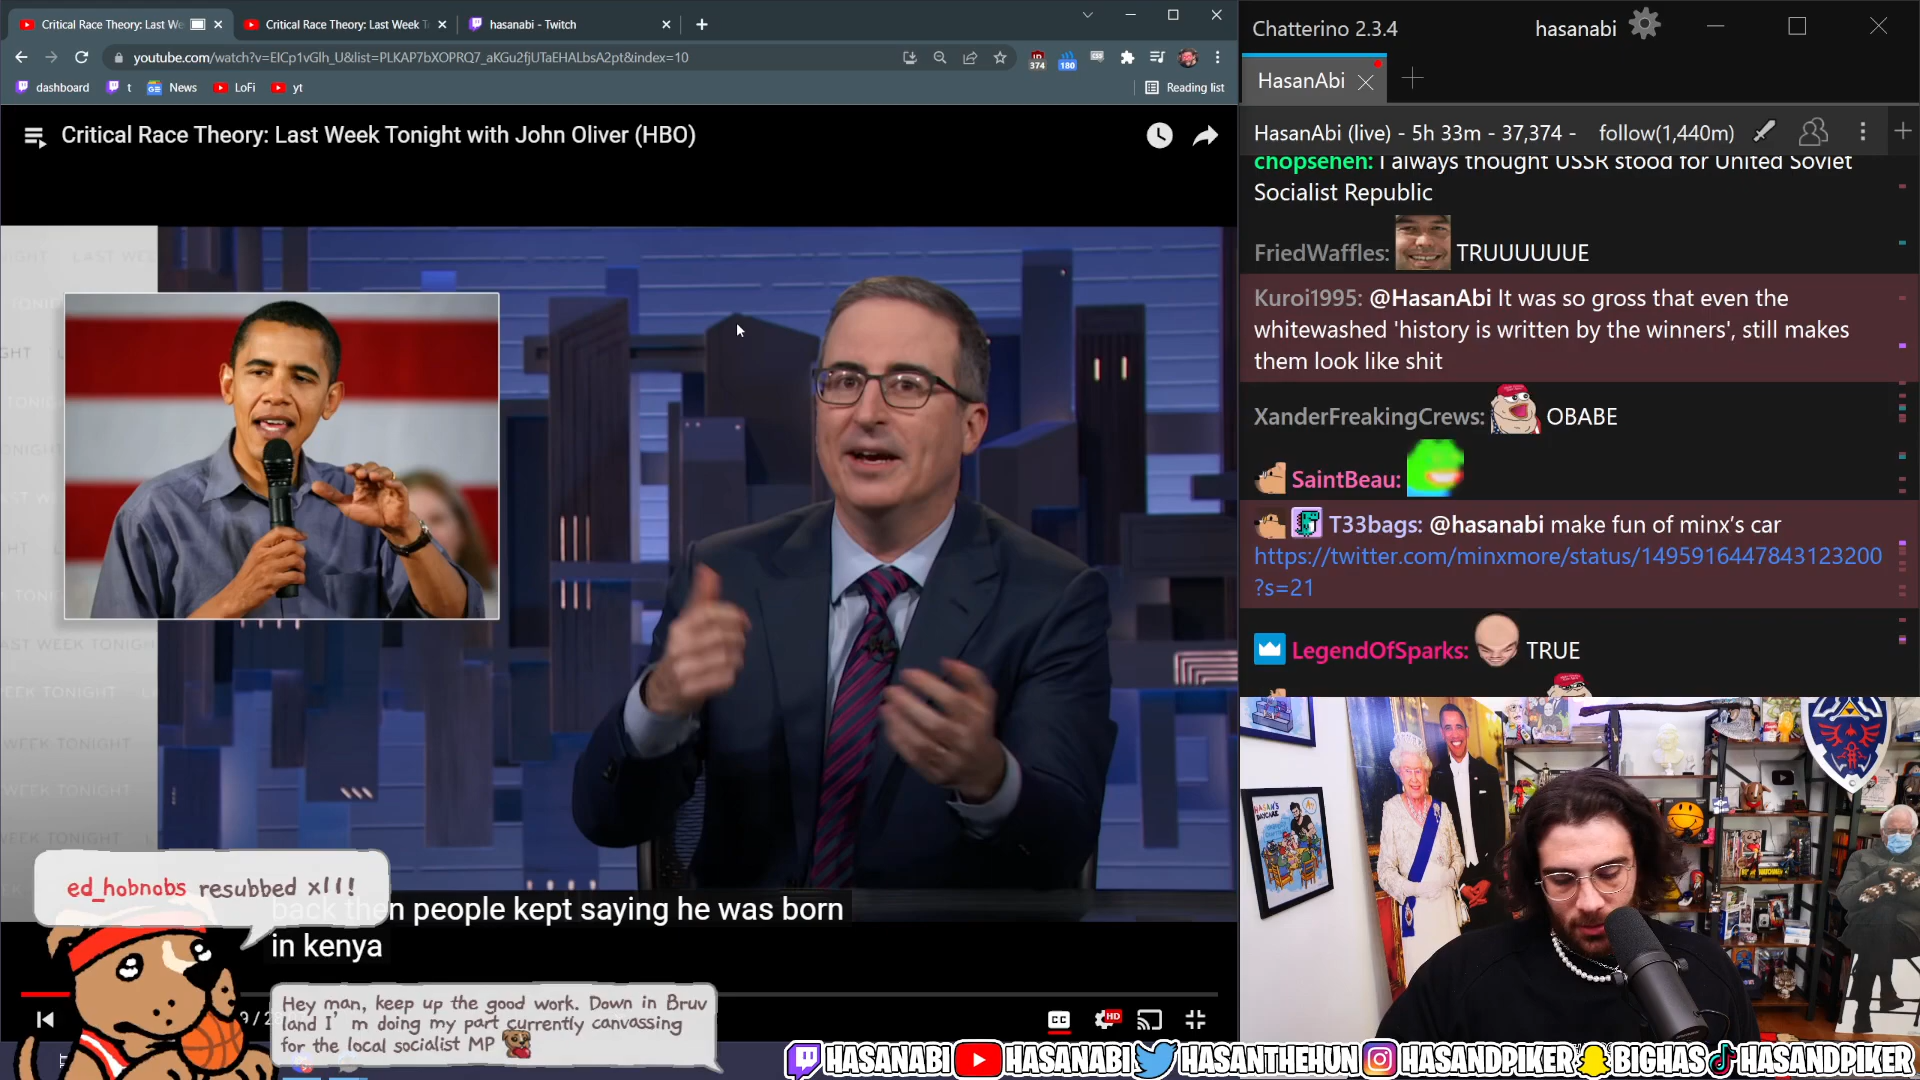 Critical Race Theory: Last We
Critical Race Theory: Last Week T
hasanabi - Twitch
youtube.com/watch?v=EICp1vGlh_U&list=PLKAP7bXOPRQ7_aKGu2fjUTaEHALbsA2pt&index=10
374
180
dashboard
t
News
LoFi
yt
Reading list
Critical Race Theory: Last Week Tonight with John Oliver (HBO)
ed_hobnobs resubbed x11!
back then people kept saying he was born
in kenya
Hey man, keep up the good work. Down in Bruv
land I'm doing my part currently canvassing
for the local socialist MP
CC
HD
Chatterino 2.3.4
hasanabi
HasanAbi
HasanAbi (live) - 5h 33m - 37,374 -
follow(1,440m)
chopsehen: I always thought USSR stood for United Soviet
Socialist Republic
FriedWaffles: TRUUUUUUE
Kuroi1995: @HasanAbi It was so gross that even the
whitewashed 'history is written by the winners', still makes
them look like shit
XanderFreakingCrews: OBABE
SaintBeau:
T33bags: @hasanabi make fun of minx's car
https://twitter.com/minxmore/status/1495916447843123200
?s=21
LegendOfSparks: TRUE
HASAN'S
DAYCARE
HASANABI
HASANABI
HASANTHEHUN
HASANDPIKER
BIGHAS
HASANDPIKER